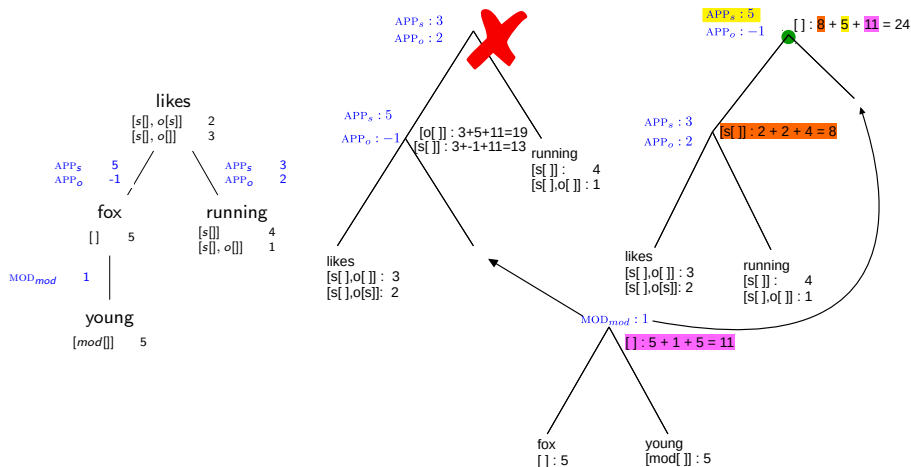 likes
[s[], o[s]] 2
[s[], o[]] 3
APPₛ 5
APPₒ -1
APPₛ 3
APPₒ 2
fox
[ ] 5
running
[s[]] 4
[s[], o[]] 1
MOD_mod 1
young
[mod[]] 5
APPₛ : 3
APPₒ : 2
APPₛ : 5
APPₒ : −1
[o[ ]] : 3+5+11=19
[s[ ]] : 3+-1+11=13
running
[s[ ]] : 4
[s[ ],o[ ]] : 1
likes
[s[ ],o[ ]] : 3
[s[ ],o[s]]: 2
APPₛ : 5
APPₒ : −1
[ ] : 8 + 5 + 11 = 24
APPₛ : 3
APPₒ : 2
[s[ ]] : 2 + 2 + 4 = 8
likes
[s[ ],o[ ]] : 3
[s[ ],o[s]]: 2
running
[s[ ]] : 4
[s[ ],o[ ]] : 1
MOD_mod : 1
[ ] : 5 + 1 + 5 = 11
fox
[ ] : 5
young
[mod[ ]] : 5